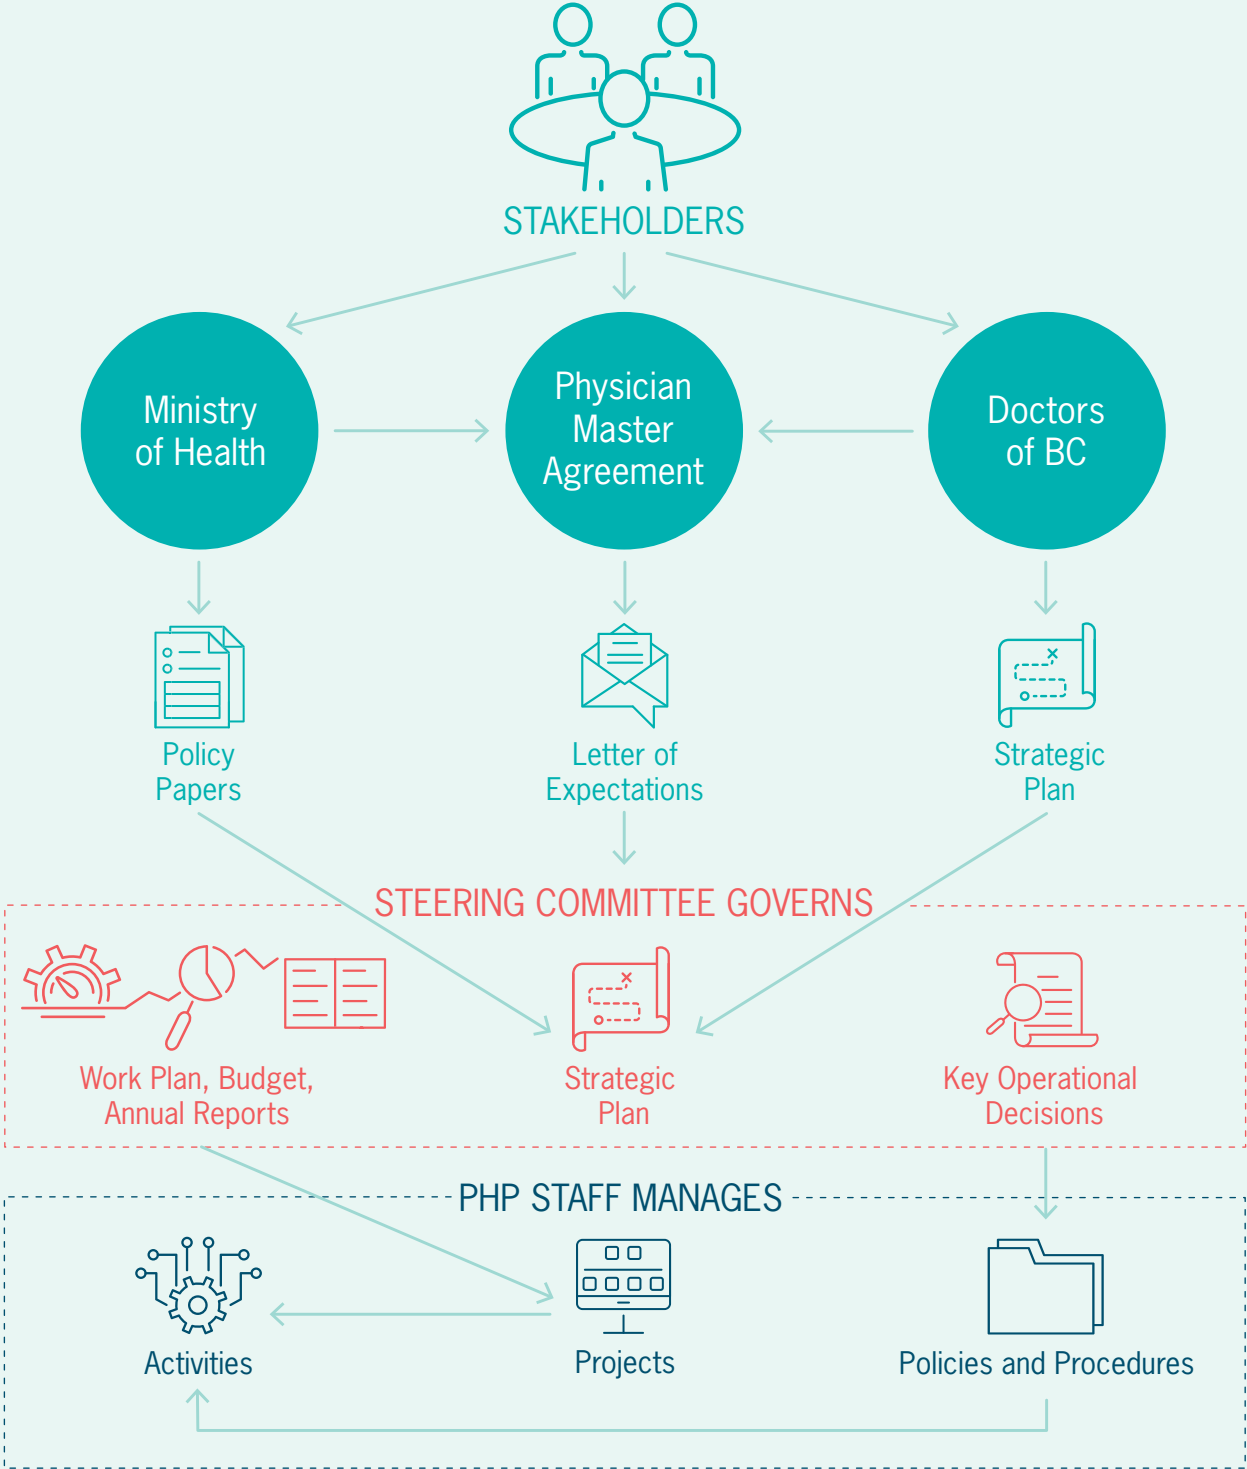 STAKEHOLDERS
Ministry
of Health
Physician
Master
Agreement
Doctors
of BC
Policy
Papers
Letter of
Expectations
Strategic
Plan
STEERING COMMITTEE GOVERNS
Work Plan, Budget,
Annual Reports
Strategic
Plan
Key Operational
Decisions
PHP STAFF MANAGES
Activities
Projects
Policies and Procedures